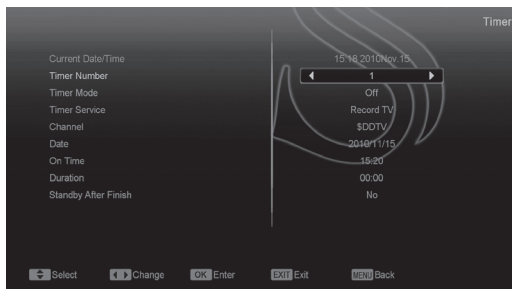 Timer
Current Date/Time 15:18 2010Nov.15
Timer Number 1
Timer Mode Off
Timer Service Record TV
Channel $DDTV
Date 2010/11/15
On Time 15:20
Duration 00:00
Standby After Finish No
Select Change OK Enter EXIT Exit MENU Back